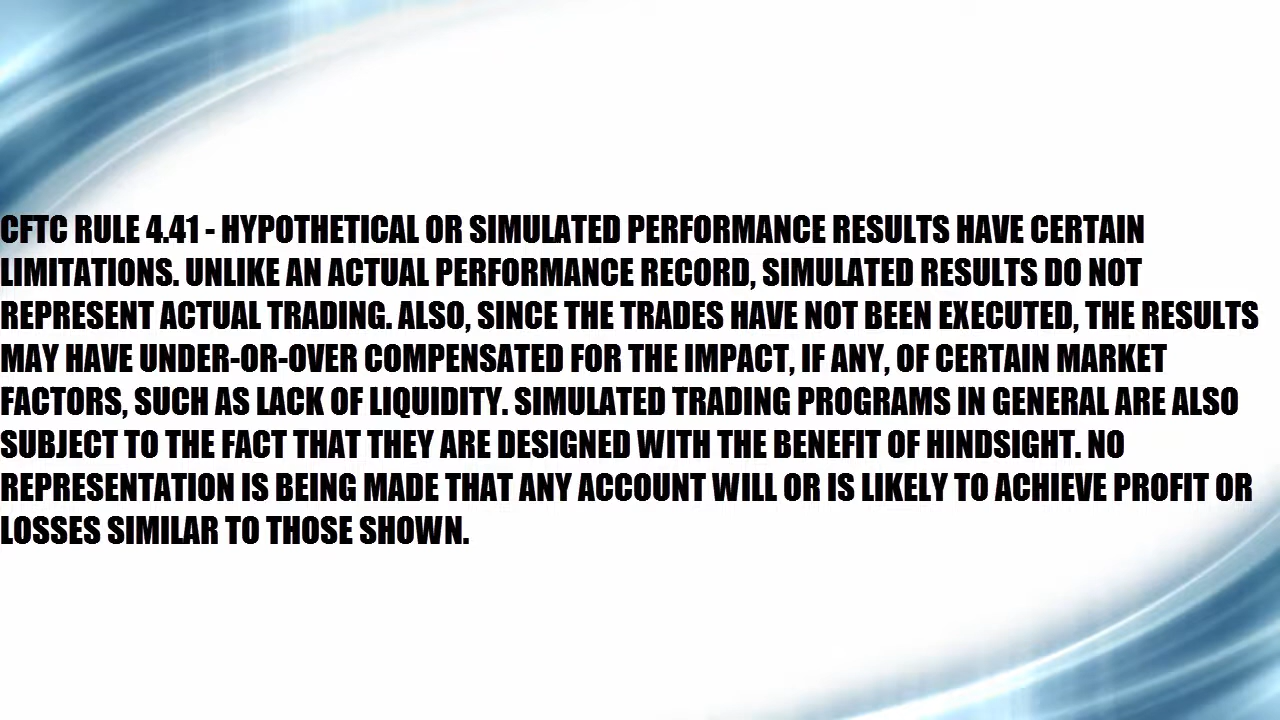 CFTC RULE 4.41 - HYPOTHETICAL OR SIMULATED PERFORMANCE RESULTS HAVE CERTAIN
LIMITATIONS. UNLIKE AN ACTUAL PERFORMANCE RECORD, SIMULATED RESULTS DO NOT
REPRESENT ACTUAL TRADING. ALSO, SINCE THE TRADES HAVE NOT BEEN EXECUTED, THE RESULTS
MAY HAVE UNDER-OR-OVER COMPENSATED FOR THE IMPACT, IF ANY, OF CERTAIN MARKET
FACTORS, SUCH AS LACK OF LIQUIDITY. SIMULATED TRADING PROGRAMS IN GENERAL ARE ALSO
SUBJECT TO THE FACT THAT THEY ARE DESIGNED WITH THE BENEFIT OF HINDSIGHT. NO
REPRESENTATION IS BEING MADE THAT ANY ACCOUNT WILL OR IS LIKELY TO ACHIEVE PROFIT OR
LOSSES SIMILAR TO THOSE SHOWN.